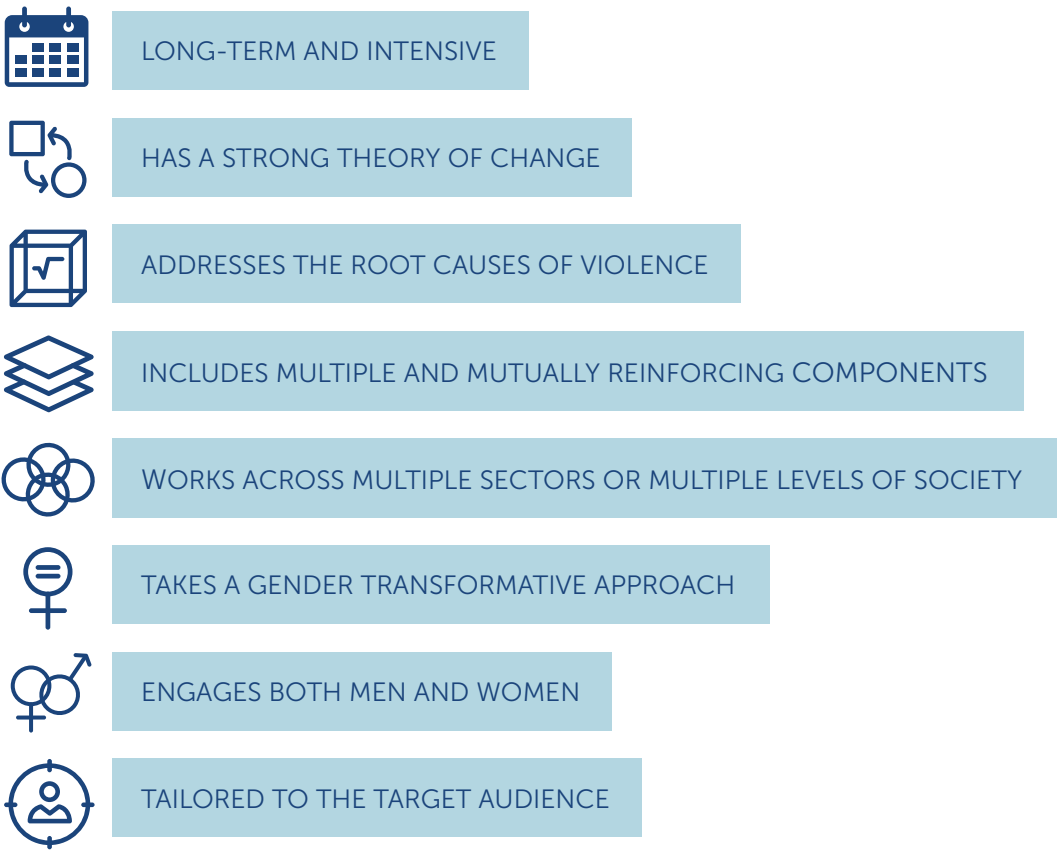 LONG-TERM AND INTENSIVE
HAS A STRONG THEORY OF CHANGE
ADDRESSES THE ROOT CAUSES OF VIOLENCE
INCLUDES MULTIPLE AND MUTUALLY REINFORCING COMPONENTS
WORKS ACROSS MULTIPLE SECTORS OR MULTIPLE LEVELS OF SOCIETY
TAKES A GENDER TRANSFORMATIVE APPROACH
ENGAGES BOTH MEN AND WOMEN
TAILORED TO THE TARGET AUDIENCE